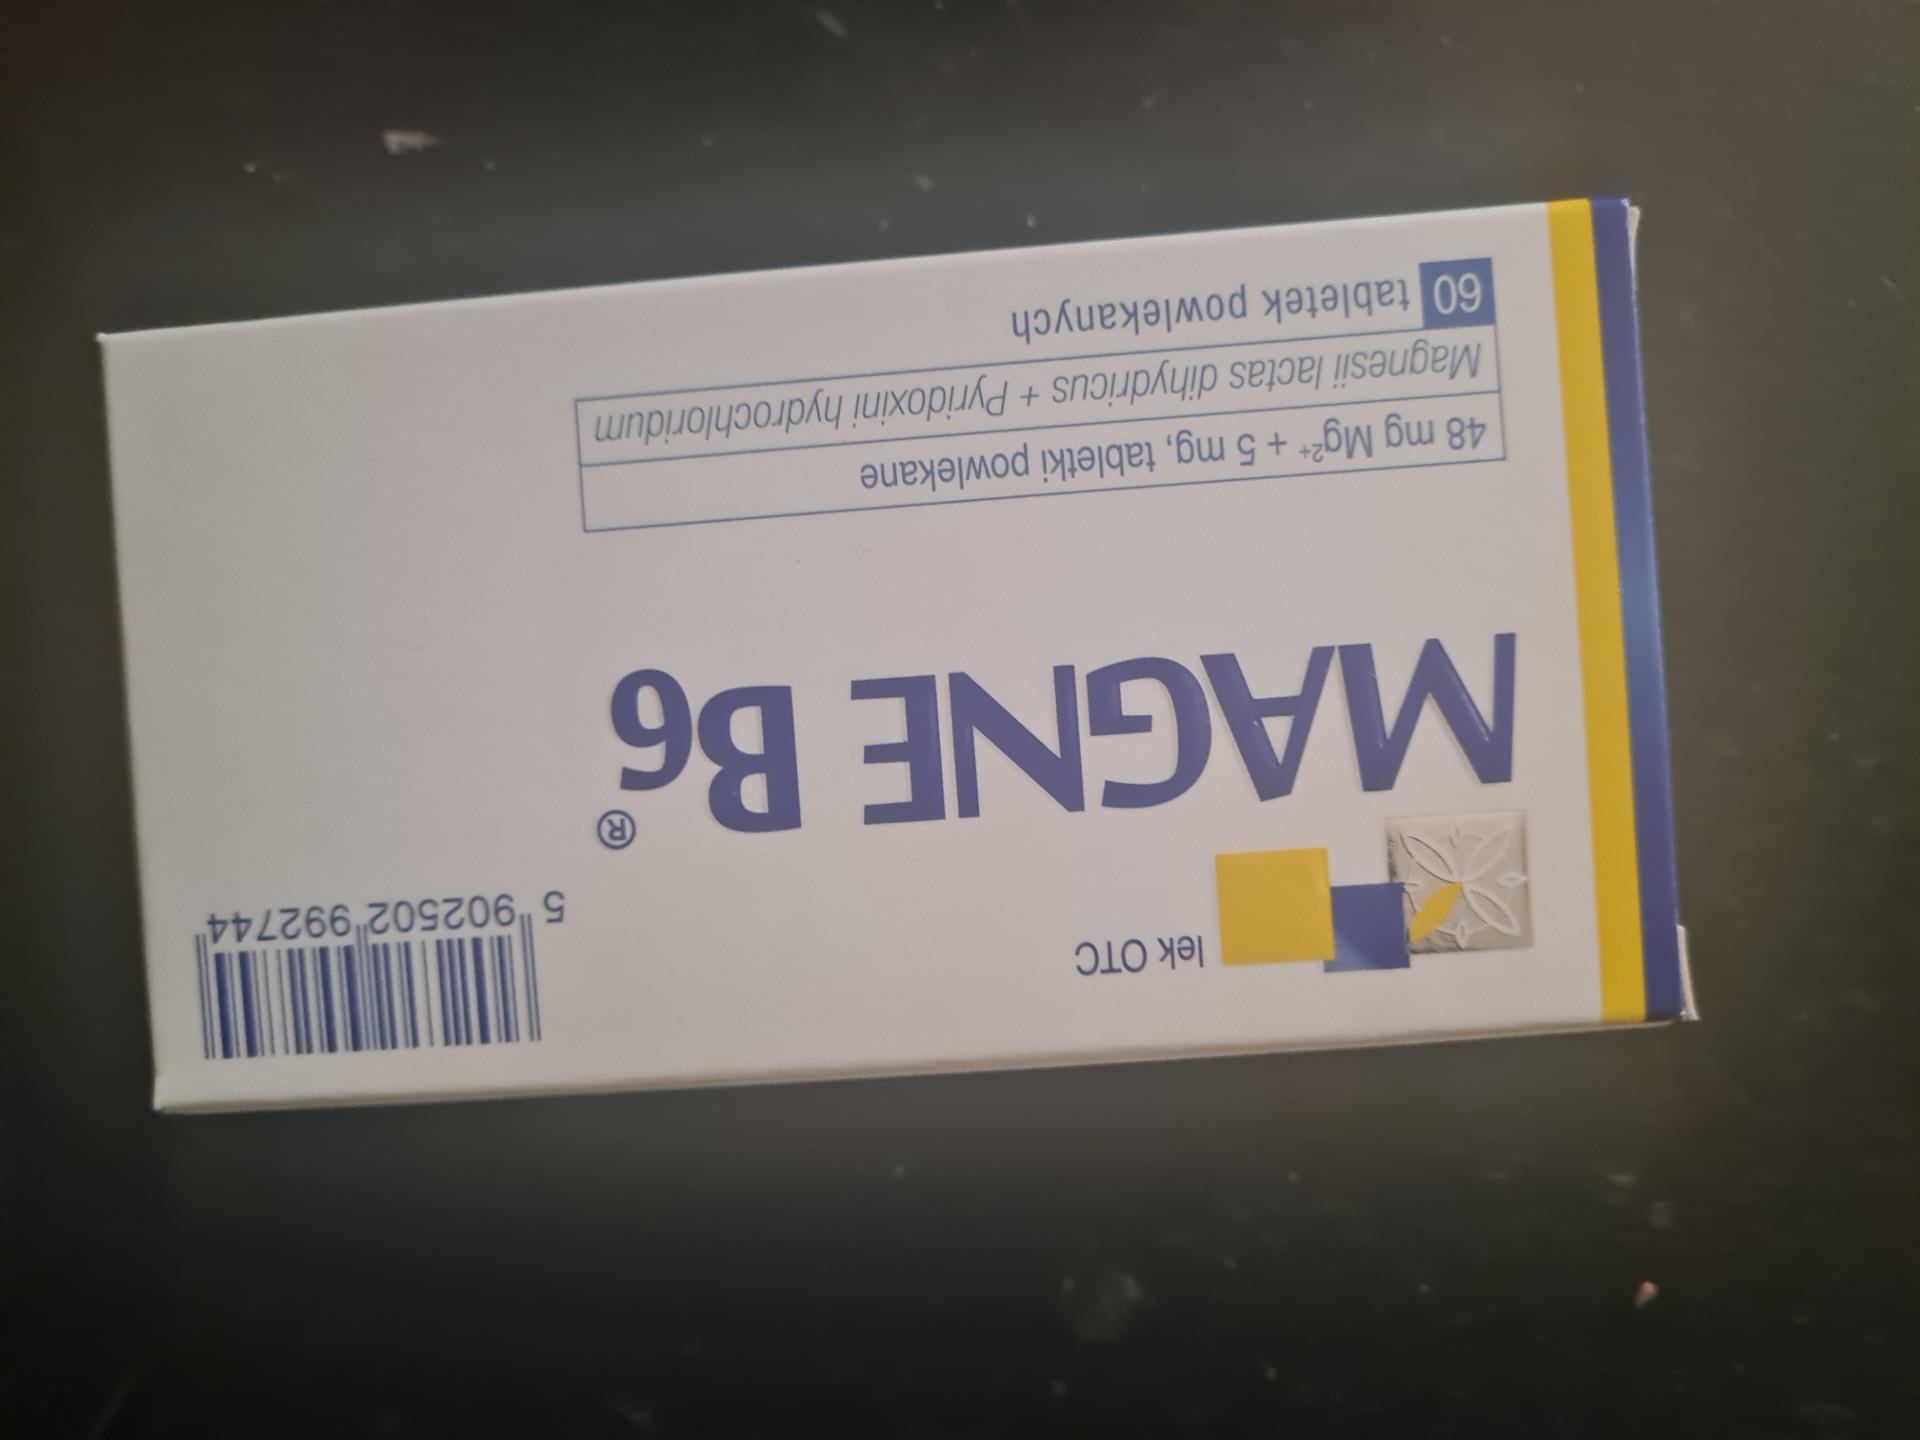 lek OTC
MAGNE B6®
48 mg Mg²⁺ + 5 mg, tabletki powlekane
Magnesii lactas dihydricus + Pyridoxini hydrochloridum
60 tabletek powlekanych
5 902502 992744